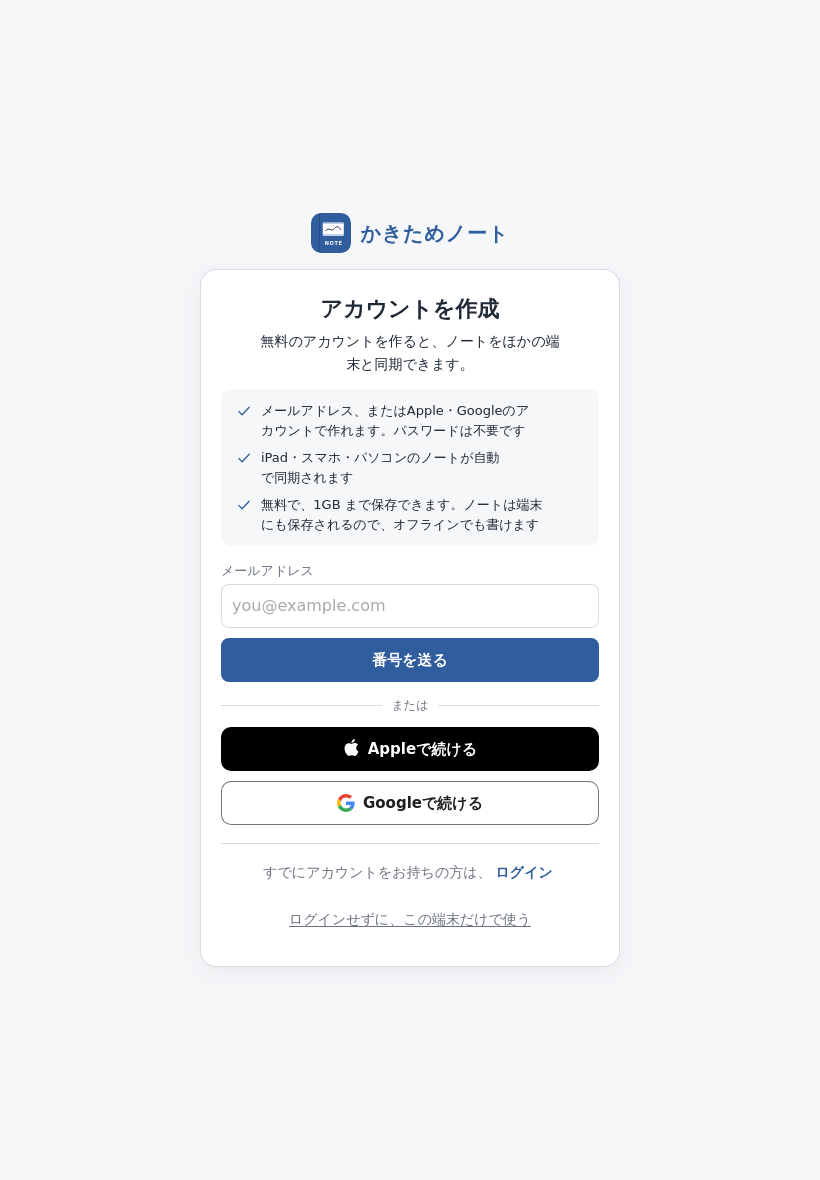 NOTE
かきためノート
アカウントを作成
無料のアカウントを作ると、ノートをほかの端
末と同期できます。
メールアドレス、またはApple・Googleのア
カウントで作れます。パスワードは不要です
iPad・スマホ・パソコンのノートが自動
で同期されます
無料で、1GB まで保存できます。ノートは端末
にも保存されるので、オフラインでも書けます
メールアドレス
you@example.com
番号を送る
または
Appleで続ける
Googleで続ける
すでにアカウントをお持ちの方は、 ログイン
ログインせずに、この端末だけで使う